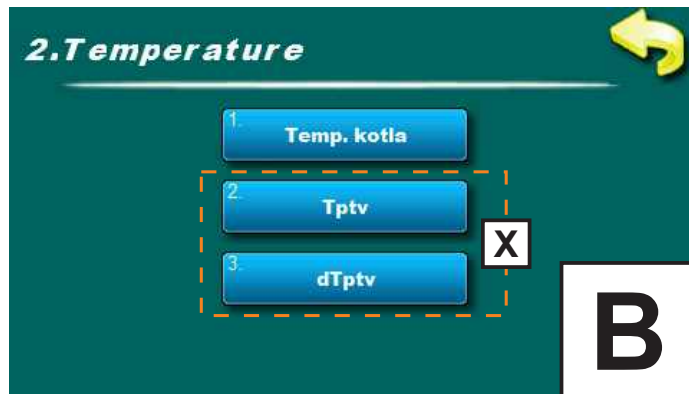 2.Temperature
1.
Temp. kotla
2.
Tptv
X
3.
dTptv
B